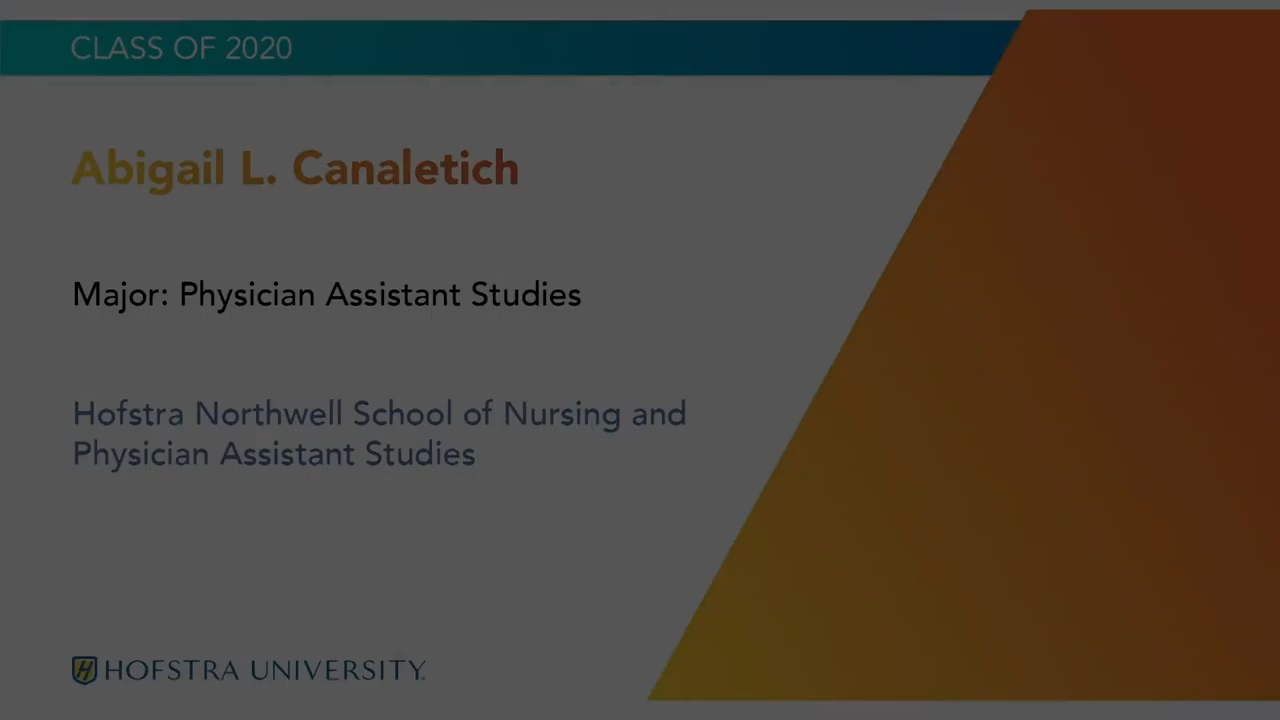 CLASS OF 2020
Abigail L. Canaletich
Major: Physician Assistant Studies
Hofstra Northwell School of Nursing and
Physician Assistant Studies
H HOFSTRA UNIVERSITY®